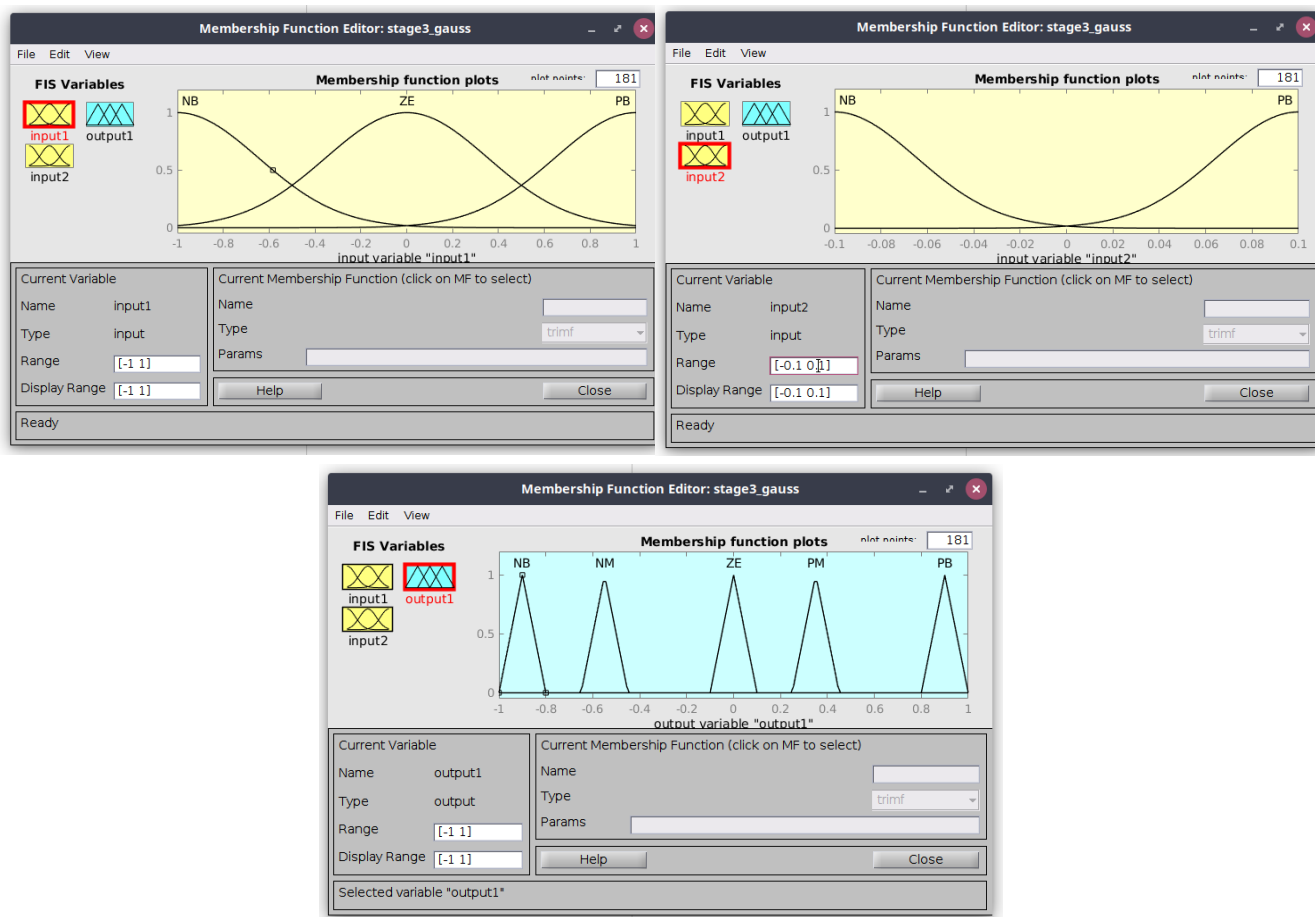 Membership Function Editor: stage3_gauss
File Edit View
FIS Variables
Membership function plots
plot points:
181
input1
output1
input2
NB ZE PB
1
0.5
0
-1 -0.8 -0.6 -0.4 -0.2 0 0.2 0.4 0.6 0.8 1
input variable "input1"
Current Variable
Name input1
Type input
Range [-1 1]
Display Range [-1 1]
Current Membership Function (click on MF to select)
Name
Type trimf
Params
Help Close
Ready
Membership Function Editor: stage3_gauss
File Edit View
FIS Variables
Membership function plots
plot points:
181
input1
output1
input2
NB PB
1
0.5
0
-0.1 -0.08 -0.06 -0.04 -0.02 0 0.02 0.04 0.06 0.08 0.1
input variable "input2"
Current Variable
Name input2
Type input
Range [-0.1 0.1]
Display Range [-0.1 0.1]
Current Membership Function (click on MF to select)
Name
Type trimf
Params
Help Close
Ready
Membership Function Editor: stage3_gauss
File Edit View
FIS Variables
Membership function plots
plot points:
181
input1
output1
input2
NB NM ZE PM PB
1
0.5
0
-1 -0.8 -0.6 -0.4 -0.2 0 0.2 0.4 0.6 0.8 1
output variable "output1"
Current Variable
Name output1
Type output
Range [-1 1]
Display Range [-1 1]
Current Membership Function (click on MF to select)
Name
Type trimf
Params
Help Close
Selected variable "output1"